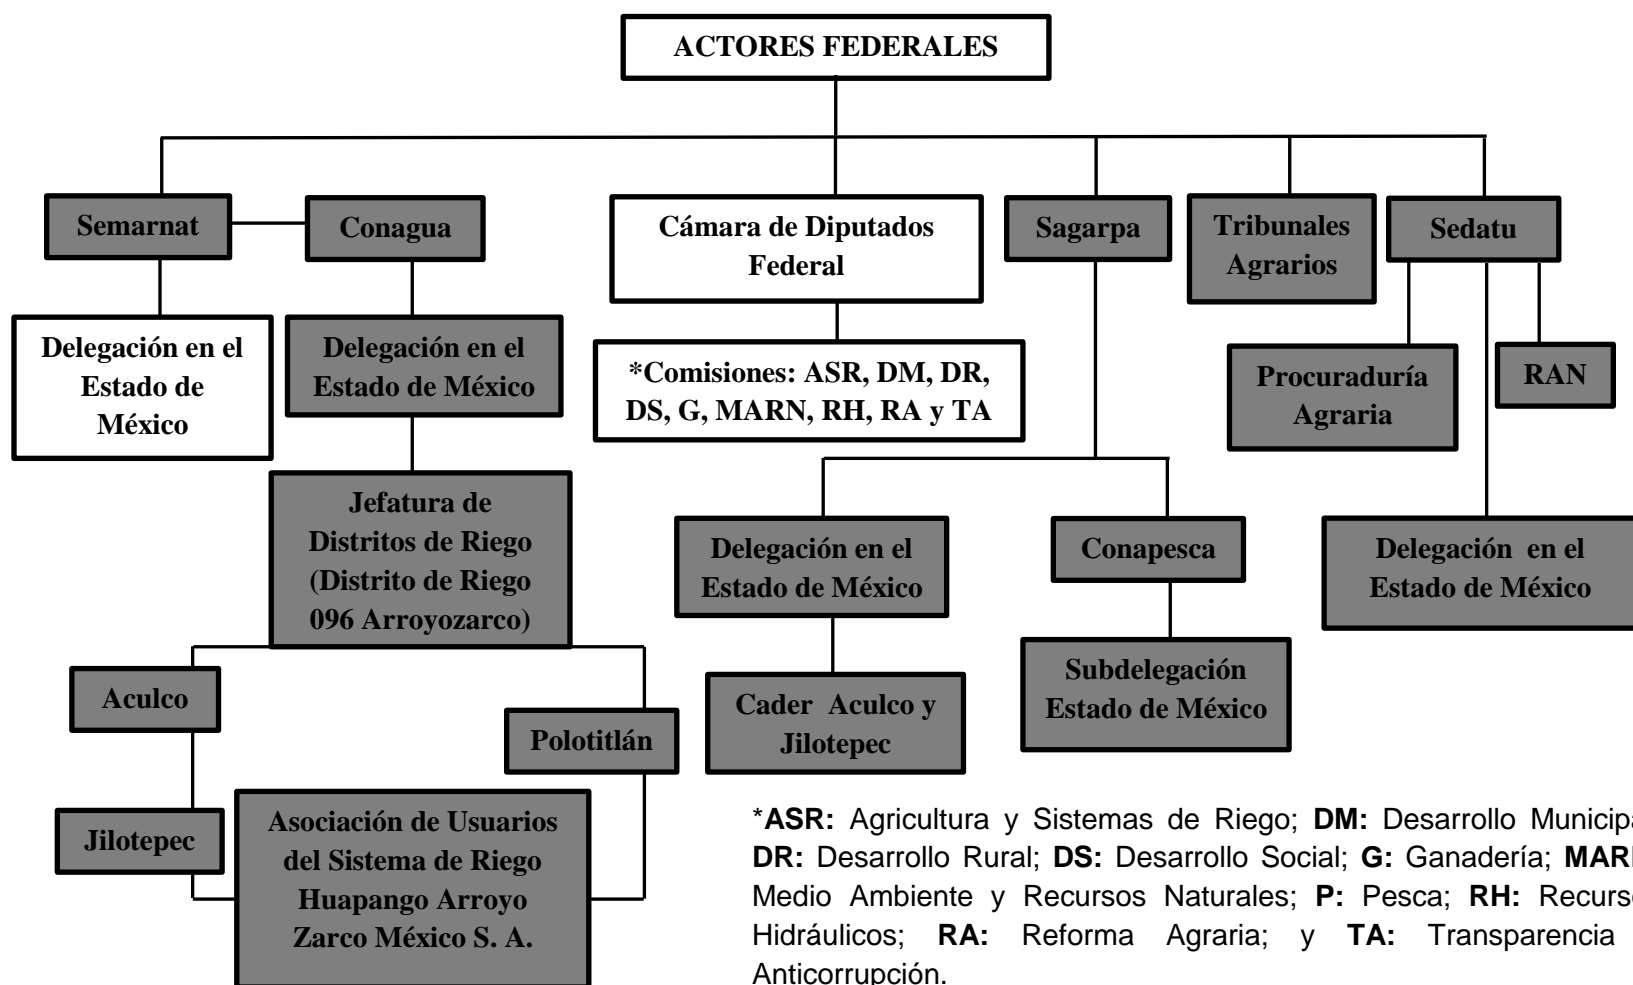 ACTORES FEDERALES
Semarnat
Conagua
Cámara de Diputados
Federal
Sagarpa
Tribunales
Agrarios
Sedatu
Delegación en el
Estado de
México
Delegación en el
Estado de México
*Comisiones: ASR, DM, DR,
DS, G, MARN, RH, RA y TA
Procuraduría
Agraria
RAN
Jefatura de
Distritos de Riego
(Distrito de Riego
096 Arroyozarco)
Delegación en el
Estado de México
Conapesca
Delegación en el
Estado de México
Aculco
Polotitlán
Cader Aculco y
Jilotepec
Subdelegación
Estado de México
Jilotepec
Asociación de Usuarios
del Sistema de Riego
Huapango Arroyo
Zarco México S. A.
*ASR: Agricultura y Sistemas de Riego; DM: Desarrollo Municipa
DR: Desarrollo Rural; DS: Desarrollo Social; G: Ganadería; MAR
Medio Ambiente y Recursos Naturales; P: Pesca; RH: Recurs
Hidráulicos; RA: Reforma Agraria; y TA: Transparencia
Anticorrupción.